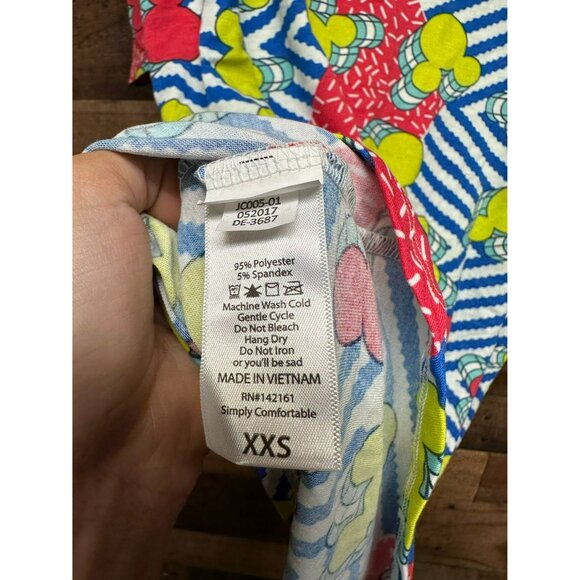 JC005-01
052017
DE-3687
95% Polyester
5% Spandex
Machine Wash Cold
Gentle Cycle
Do Not Bleach
Hang Dry
Do Not Iron
or you'll be sad
MADE IN VIETNAM
RN#142161
Simply Comfortable
XXS